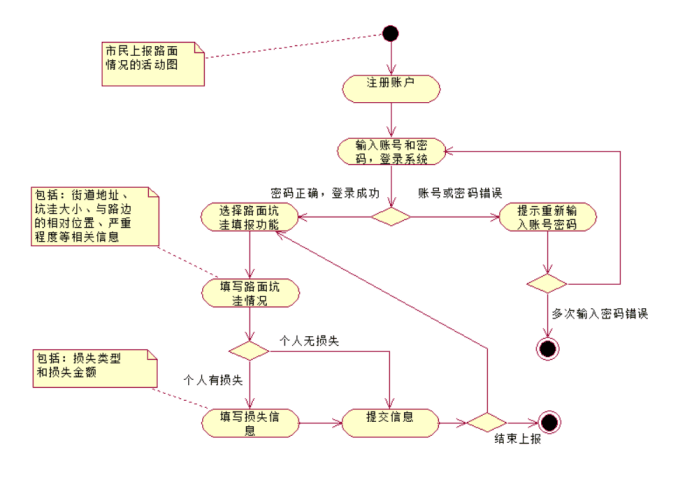 市民上报路面
情况的活动图
注册账户
输入账号和密
码，登录系统
密码正确，登录成功
账号或密码错误
包括：街道地址、
坑洼大小、与路边
的相对位置、严重
程度等相关信息
选择路面坑
洼填报功能
提示重新输
入账号密码
填写路面坑
洼情况
多次输入密码错误
个人无损失
包括：损失类型
和损失金额
个人有损失
填写损失信
息
提交信息
结束上报